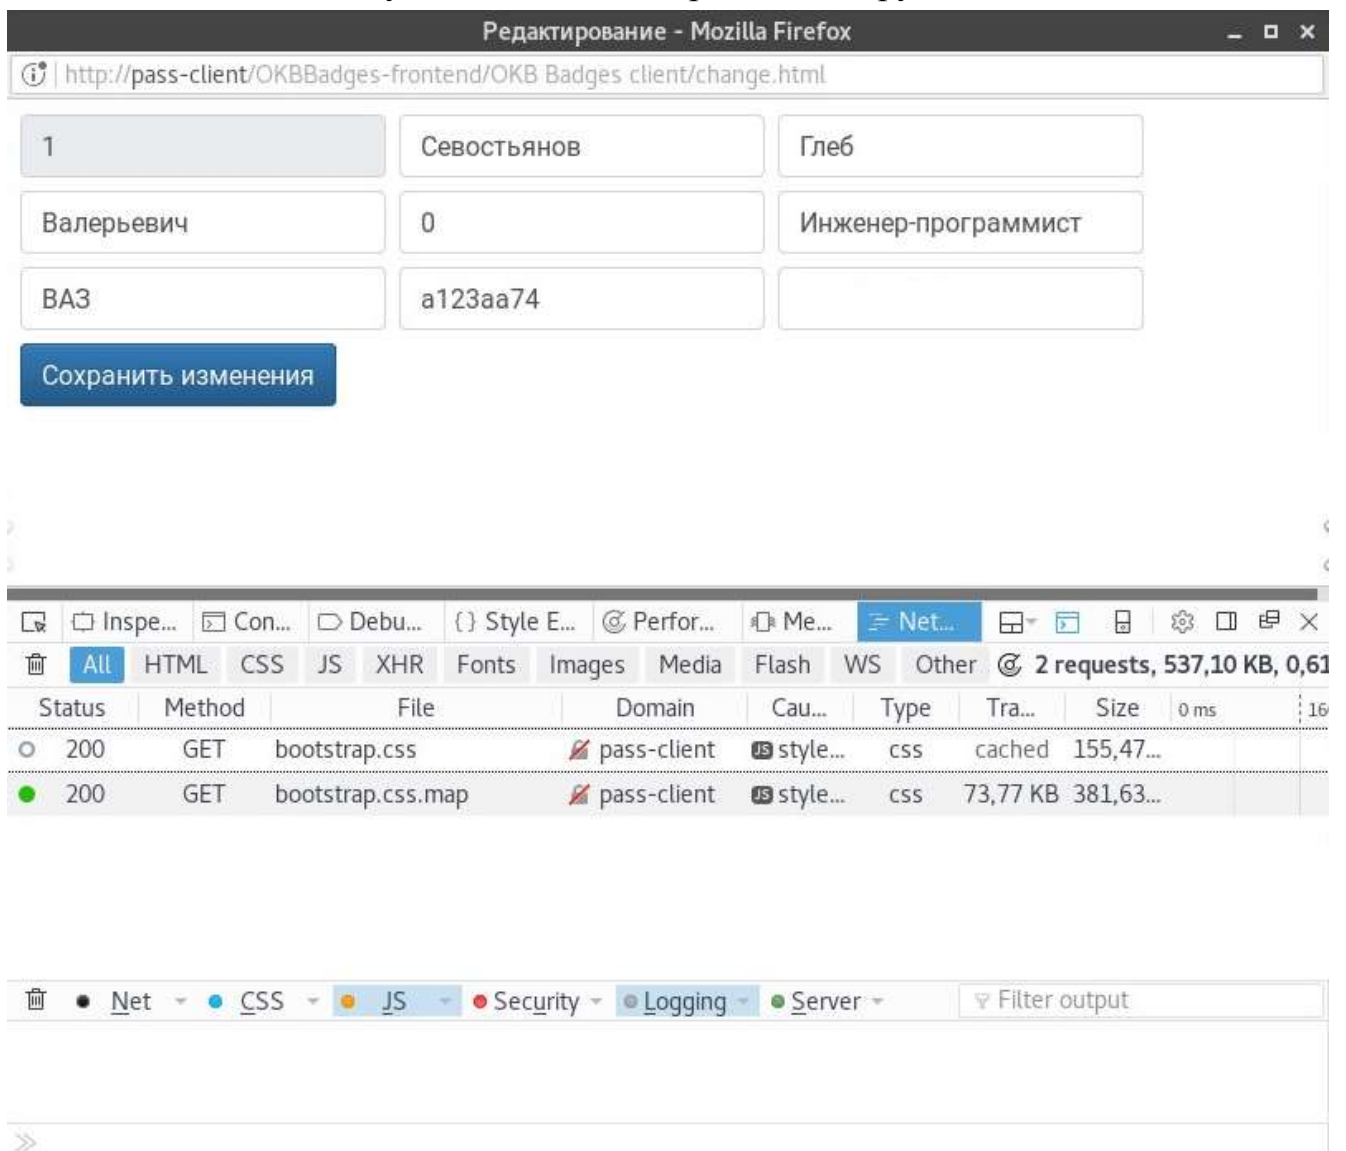 Редактирование - Mozilla Firefox
http://pass-client/OKBBadges-frontend/OKB Badges client/change.html
1 Севостьянов Глеб
Валерьевич 0 Инженер-программист
ВАЗ а123аа74
Сохранить изменения
Inspe... Con... Debu... {} Style E... Perfor... Me... Net...
All HTML CSS JS XHR Fonts Images Media Flash WS Other 2 requests, 537,10 KB, 0,61
Status Method File Domain Cau... Type Tra... Size 0 ms 16
200 GET bootstrap.css pass-client JS style... css cached 155,47...
200 GET bootstrap.css.map pass-client JS style... css 73,77 KB 381,63...
Net CSS JS Security Logging Server Filter output